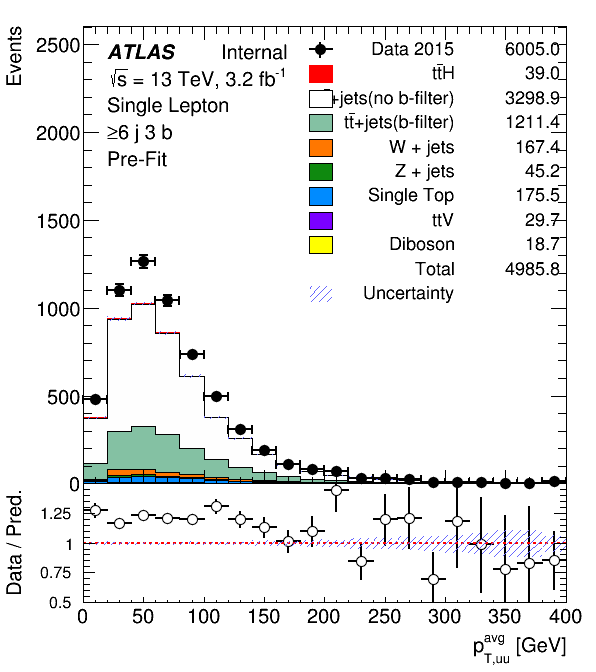 Events
2500
2000
1500
1000
500
0
ATLAS Internal
√s = 13 TeV, 3.2 fb-1
Single Lepton
≥6 j 3 b
Pre-Fit
Data 2015 6005.0
tt̄H 39.0
+jets(no b-filter) 3298.9
tt̄+jets(b-filter) 1211.4
W + jets 167.4
Z + jets 45.2
Single Top 175.5
ttV 29.7
Diboson 18.7
Total 4985.8
Uncertainty
Data / Pred.
1.25
1
0.75
0.5
0 50 100 150 200 250 300 350 400
pT,uu avg [GeV]